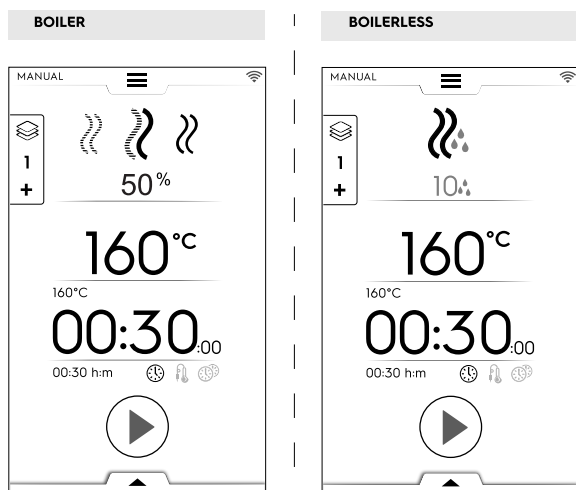 BOILER
MANUAL
1
+
50%
160°C
160°C
00:30:00
00:30 h:m
BOILERLESS
MANUAL
1
+
10
160°C
160°C
00:30:00
00:30 h:m